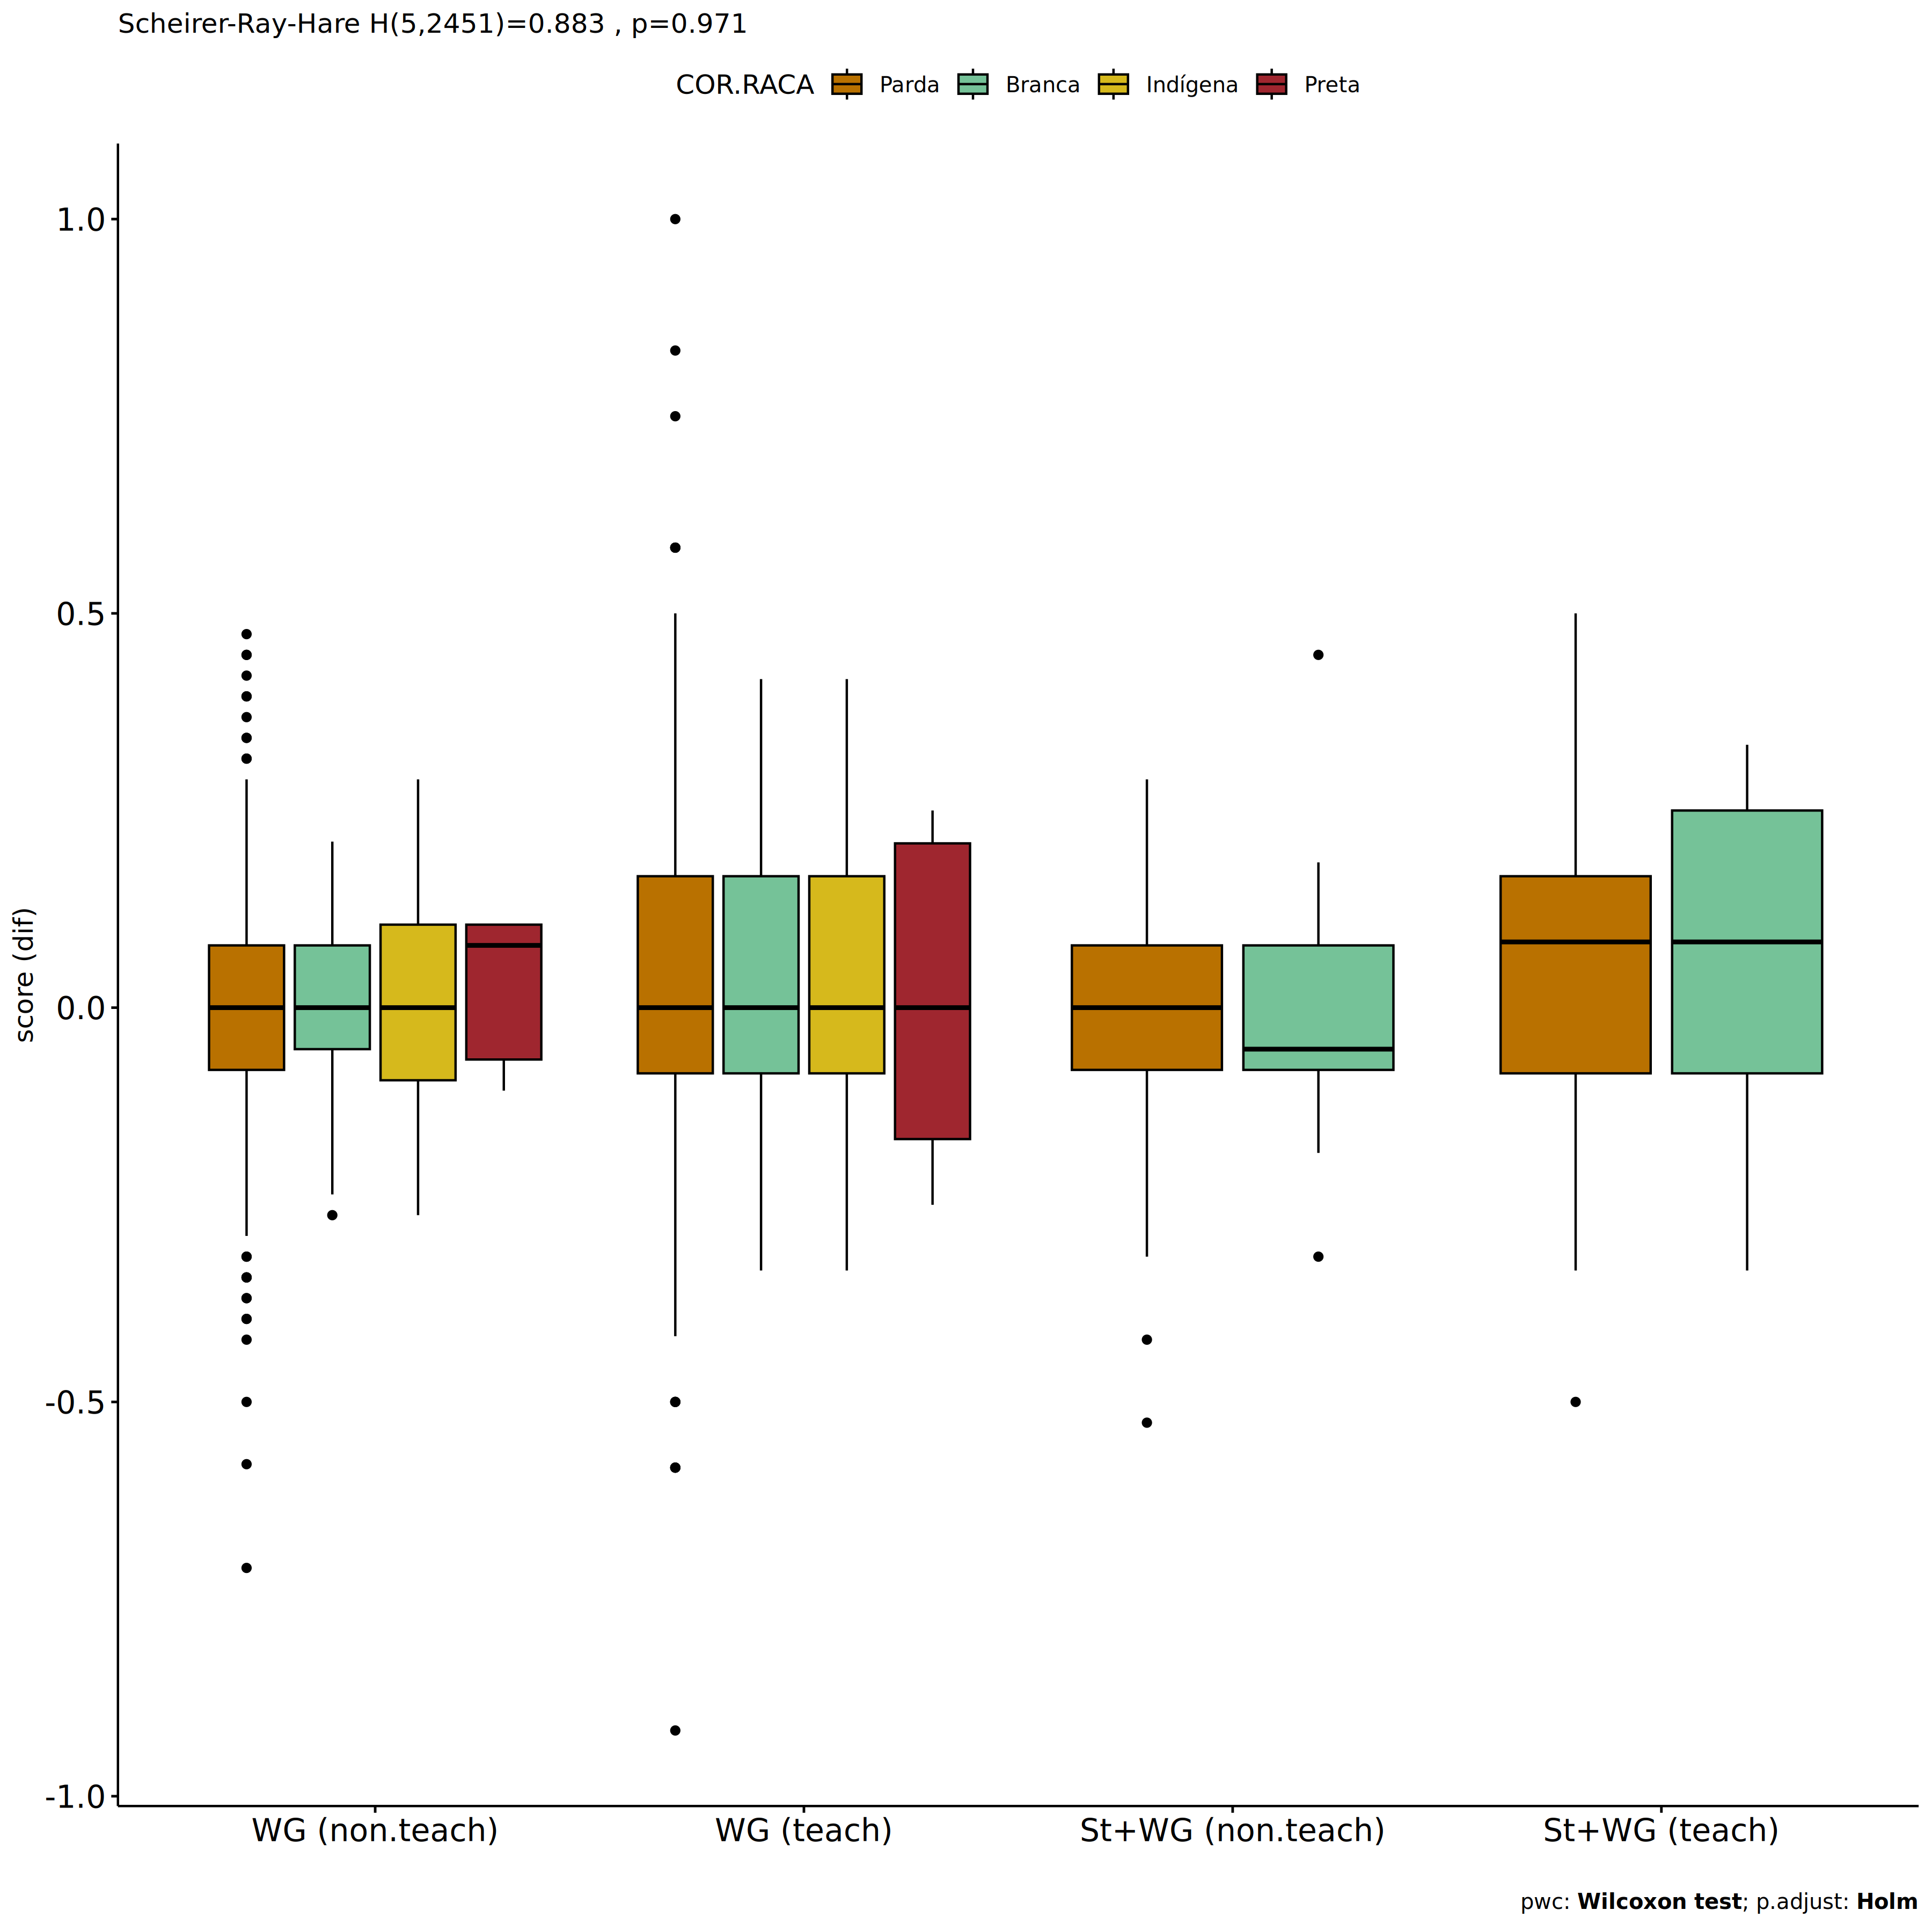 Scheirer-Ray-Hare H(5,2451)=0.883 , p=0.971
COR.RACA Parda Branca Indígena Preta
1.0
0.5
0.0
-0.5
-1.0
score (dif)
WG (non.teach) WG (teach) St+WG (non.teach) St+WG (teach)
pwc: Wilcoxon test; p.adjust: Holm